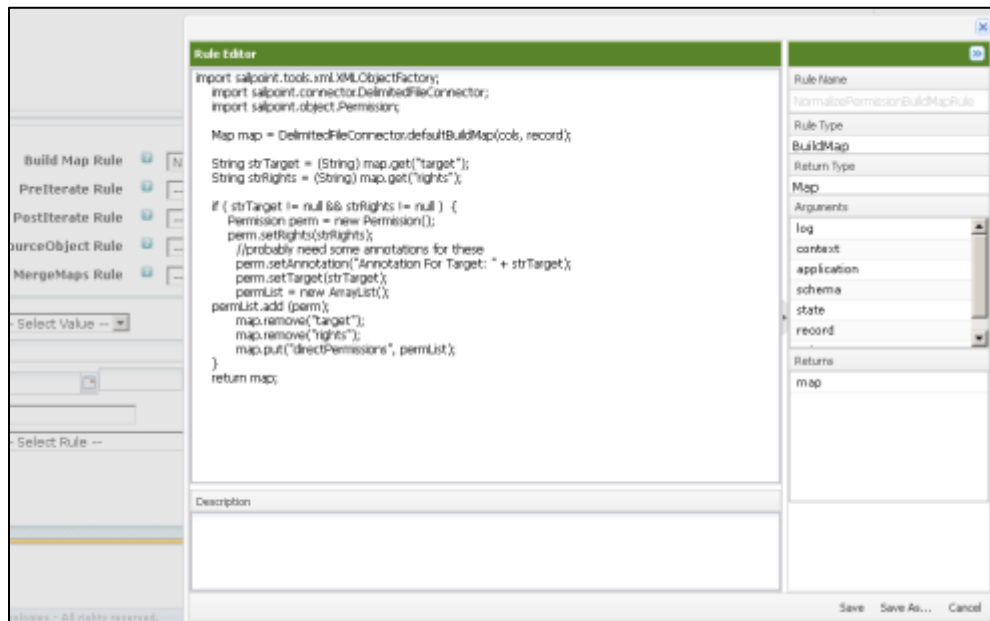 Rule Editor
import sailpoint.tools.xml.XMLObjectFactory;
import sailpoint.connector.DelimitedFileConnector;
import sailpoint.object.Permission;
Map map = DelimitedFileConnector.defaultBuildMap(cols, record);
String strTarget = (String) map.get("target");
String strRights = (String) map.get("rights");
if ( strTarget != null && strRights != null ) {
Permission perm = new Permission();
perm.setRights(strRights);
//probably need some annotations for these
perm.setAnnotation("Annotation For Target: " + strTarget);
perm.setTarget(strTarget);
permList = new ArrayList();
permList.add (perm);
map.remove("target");
map.remove("rights");
map.put("directPermissions", permList);
}
return map;
Description
Rule Name
NormalizePermissionBuildMapRule
Rule Type
BuildMap
Return Type
Map
Arguments
log
context
application
schema
state
record
Returns
map
Save Save As... Cancel
Build Map Rule N
PreIterate Rule --
PostIterate Rule --
ourceObject Rule --
MergeMaps Rule --
- Select Value --
- Select Rule --
ologies - All rights reserved.